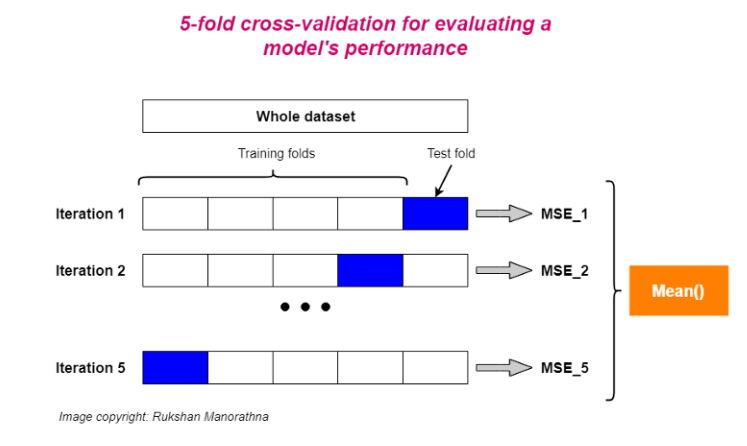 5-fold cross-validation for evaluating a
model's performance
Whole dataset
Training folds
Test fold
Iteration 1
MSE_1
Iteration 2
MSE_2
Mean()
Iteration 5
MSE_5
Image copyright: Rukshan Manorathna